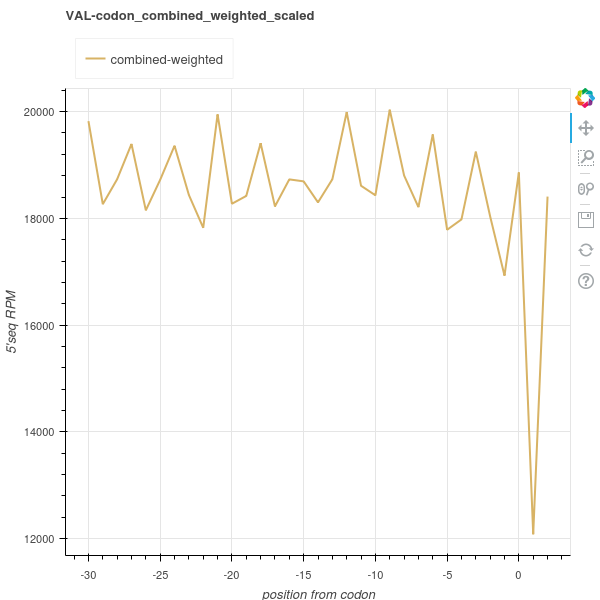 VAL-codon_combined_weighted_scaled
combined-weighted
20000
18000
16000
14000
12000
5'seq RPM
-30 -25 -20 -15 -10 -5 0
position from codon